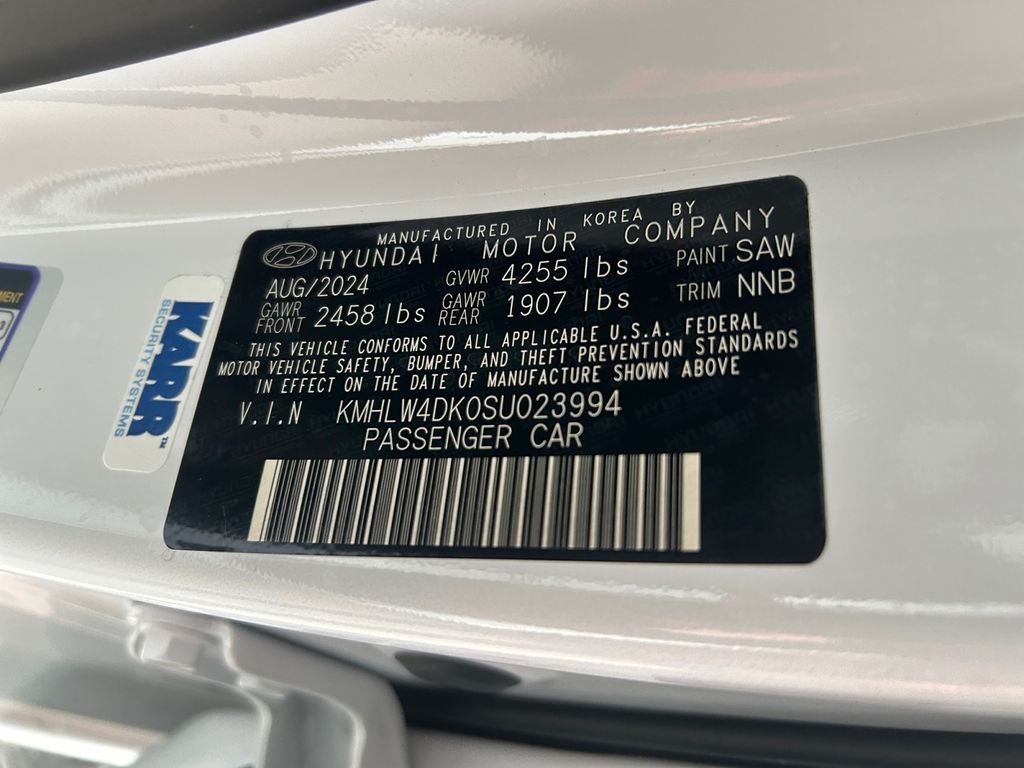 MANUFACTURED IN KOREA BY
HYUNDAI MOTOR COMPANY
AUG/2024 GVWR 4255 lbs PAINT SAW
GAWR FRONT 2458 lbs GAWR REAR 1907 lbs TRIM NNB
THIS VEHICLE CONFORMS TO ALL APPLICABLE U.S.A. FEDERAL
MOTOR VEHICLE SAFETY, BUMPER, AND THEFT PREVENTION STANDARDS
IN EFFECT ON THE DATE OF MANUFACTURE SHOWN ABOVE
V.I.N KMHLW4DK0SU023994
PASSENGER CAR
KARR™
SECURITY SYSTEMS